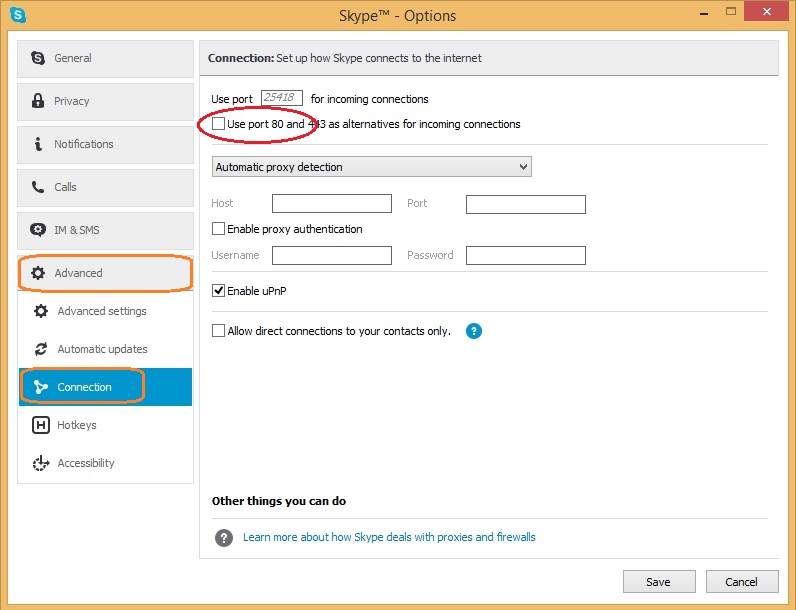 Skype™ - Options
General
Privacy
Notifications
Calls
IM & SMS
Advanced
Advanced settings
Automatic updates
Connection
Hotkeys
Accessibility
Connection: Set up how Skype connects to the internet
Use port 25418 for incoming connections
Use port 80 and 443 as alternatives for incoming connections
Automatic proxy detection
Host Port
Enable proxy authentication
Username Password
Enable uPnP
Allow direct connections to your contacts only. ?
Other things you can do
? Learn more about how Skype deals with proxies and firewalls
Save Cancel